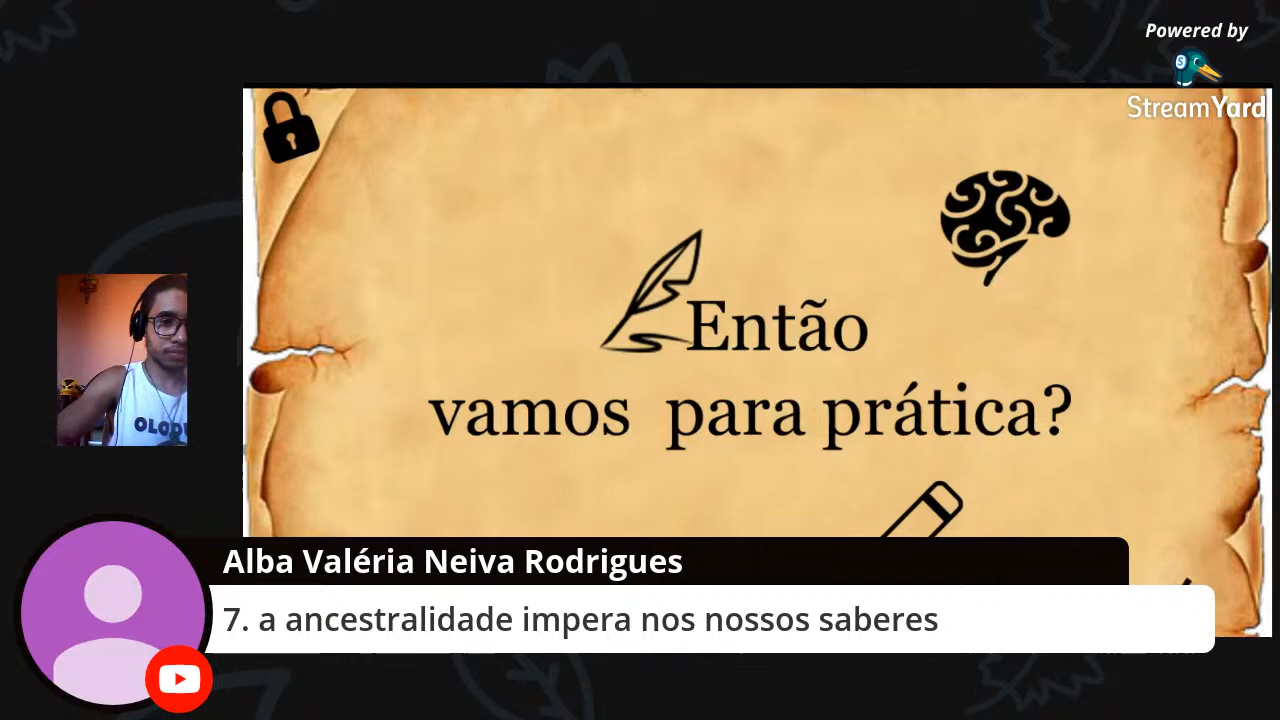 Powered by
StreamYard
Então
vamos para prática?
Alba Valéria Neiva Rodrigues
7. a ancestralidade impera nos nossos saberes